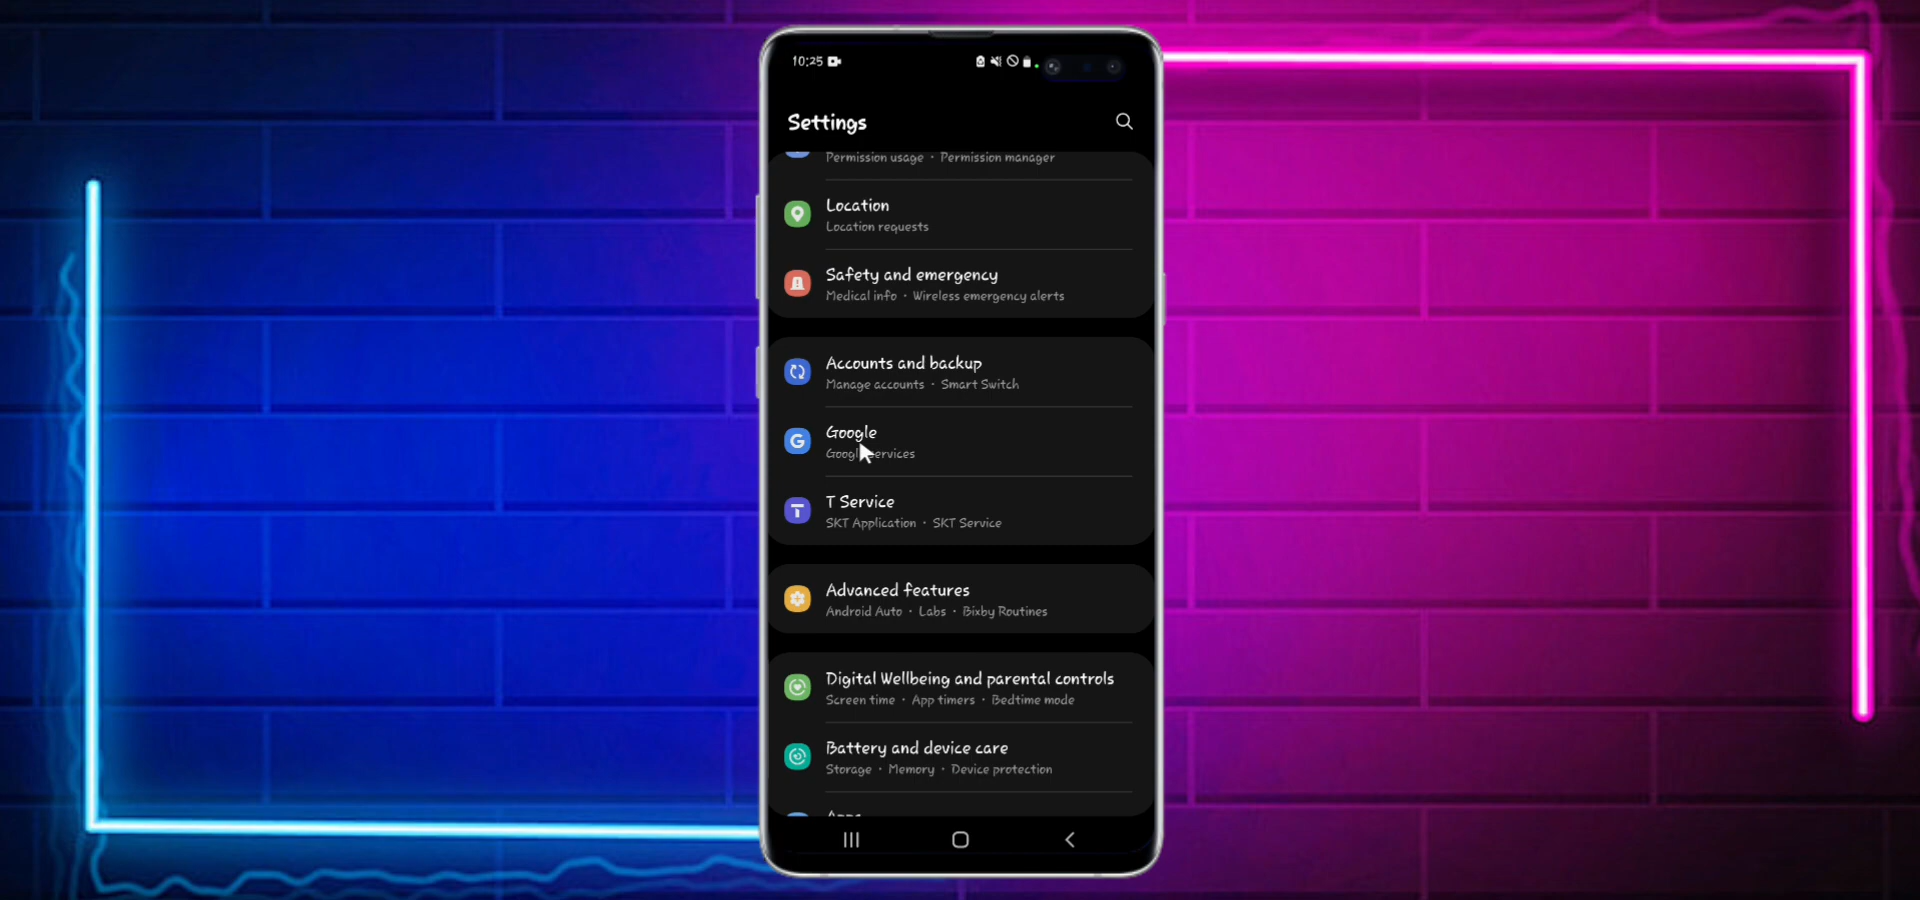 10:25
Settings
Permission usage · Permission manager
Location
Location requests
Safety and emergency
Medical info · Wireless emergency alerts
Accounts and backup
Manage accounts · Smart Switch
G
Google
Google services
T
T Service
SKT Application · SKT Service
Advanced features
Android Auto · Labs · Bixby Routines
Digital Wellbeing and parental controls
Screen time · App timers · Bedtime mode
Battery and device care
Storage · Memory · Device protection
Apps